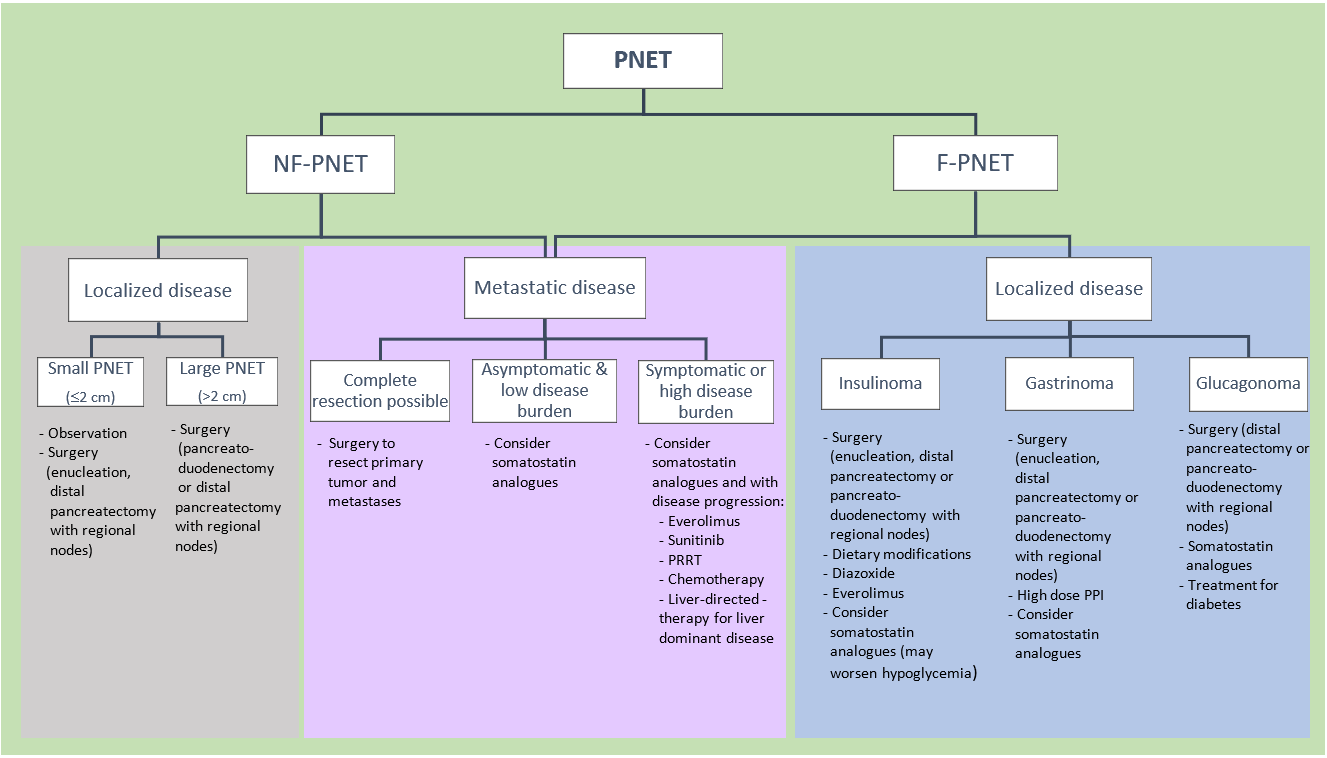 PNET
NF-PNET
F-PNET
Localized disease
Small PNET
(≤2 cm)
- Observation
- Surgery
(enucleation,
distal
pancreatectomy
with regional
nodes)
Large PNET
(>2 cm)
- Surgery
(pancreato-
duodenectomy
or distal
pancreatectomy
with regional
nodes)
Metastatic disease
Complete
resection possible
- Surgery to
resect primary
tumor and
metastases
Asymptomatic &
low disease
burden
- Consider
somatostatin
analogues
Symptomatic or
high disease
burden
- Consider
somatostatin
analogues and with
disease progression:
- Everolimus
- Sunitinib
- PRRT
- Chemotherapy
- Liver-directed -
therapy for liver
dominant disease
Localized disease
Insulinoma
- Surgery
(enucleation, distal
pancreatectomy or
pancreato-
duodenectomy with
regional nodes)
- Dietary modifications
- Diazoxide
- Everolimus
- Consider
somatostatin
analogues (may
worsen hypoglycemia)
Gastrinoma
- Surgery
(enucleation,
distal
pancreatectomy or
pancreato-
duodenectomy
with regional
nodes)
- High dose PPI
- Consider
somatostatin
analogues
Glucagonoma
- Surgery (distal
pancreatectomy or
pancreato-
duodenectomy
with regional
nodes)
- Somatostatin
analogues
- Treatment for
diabetes